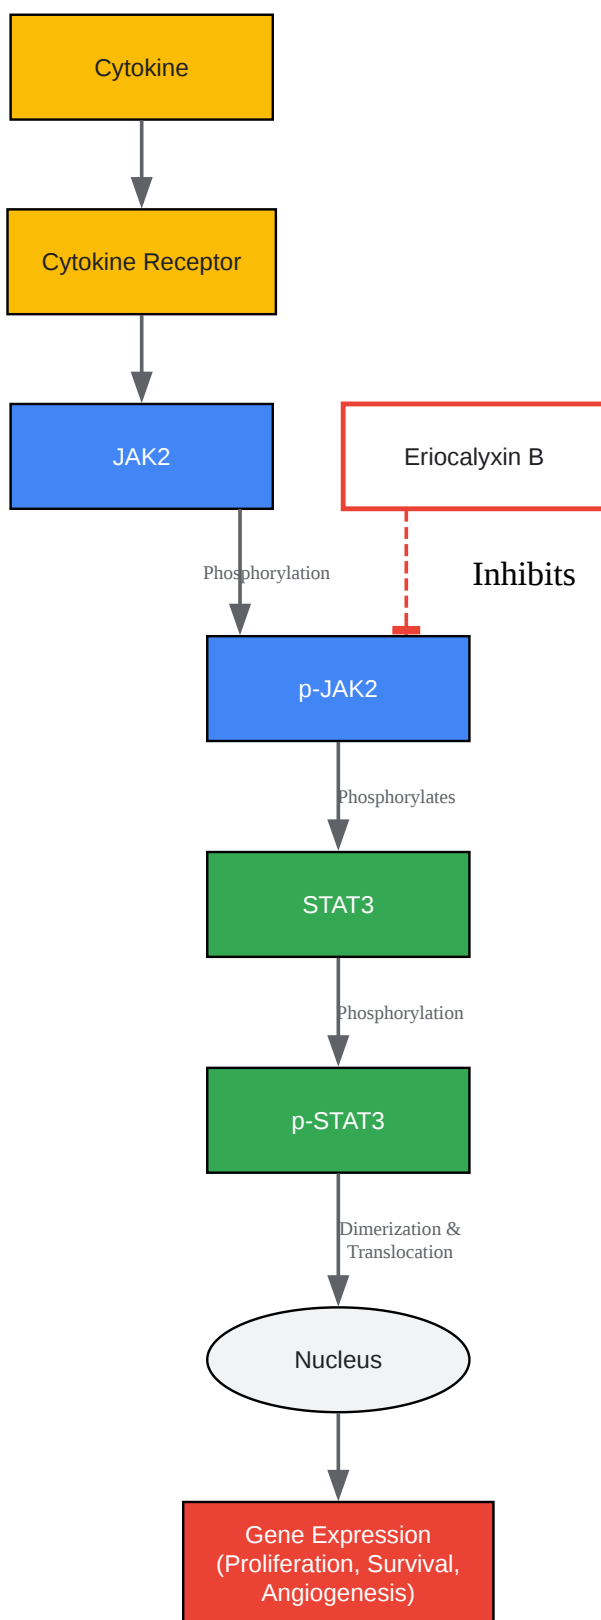 Cytokine
Cytokine Receptor
JAK2
Eriocalyxin B
Phosphorylation
Inhibits
p-JAK2
Phosphorylates
STAT3
Phosphorylation
p-STAT3
Dimerization &
Translocation
Nucleus
Gene Expression
(Proliferation, Survival,
Angiogenesis)